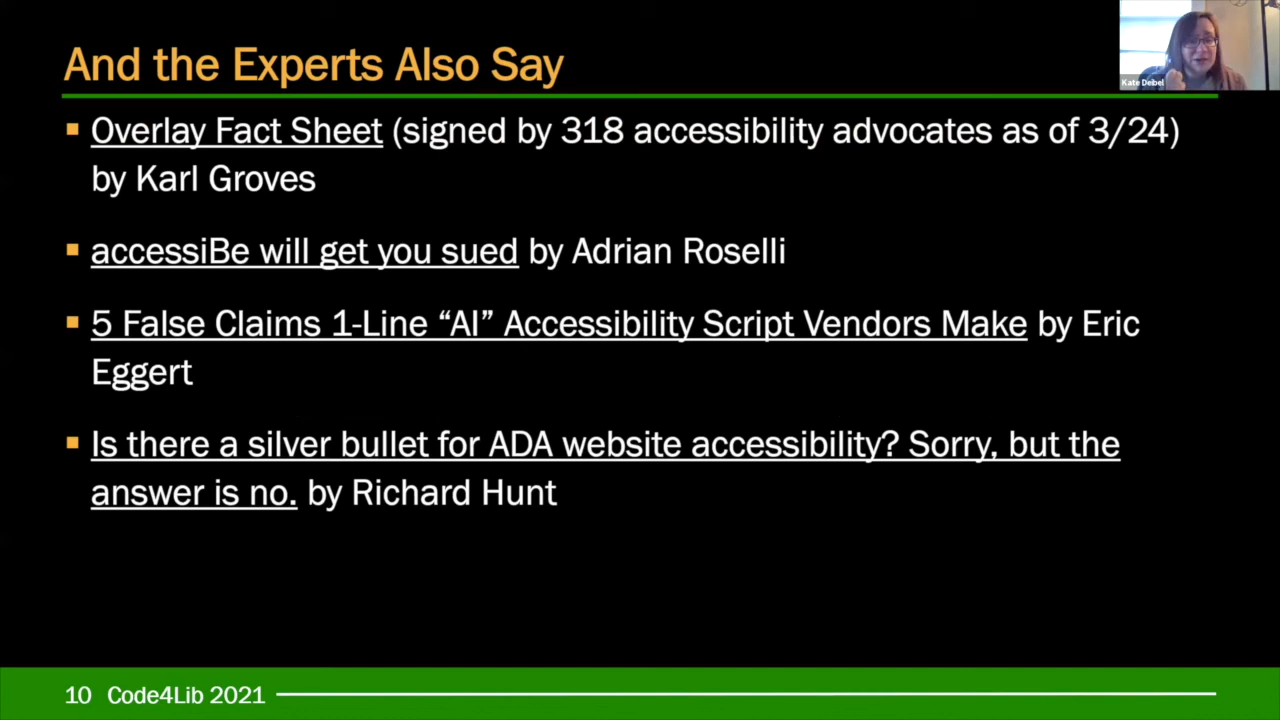 And the Experts Also Say
Kate Deibel
▪ Overlay Fact Sheet (signed by 318 accessibility advocates as of 3/24)
by Karl Groves
▪ accessiBe will get you sued by Adrian Roselli
▪ 5 False Claims 1-Line “AI” Accessibility Script Vendors Make by Eric
Eggert
▪ Is there a silver bullet for ADA website accessibility? Sorry, but the
answer is no. by Richard Hunt
10 Code4Lib 2021